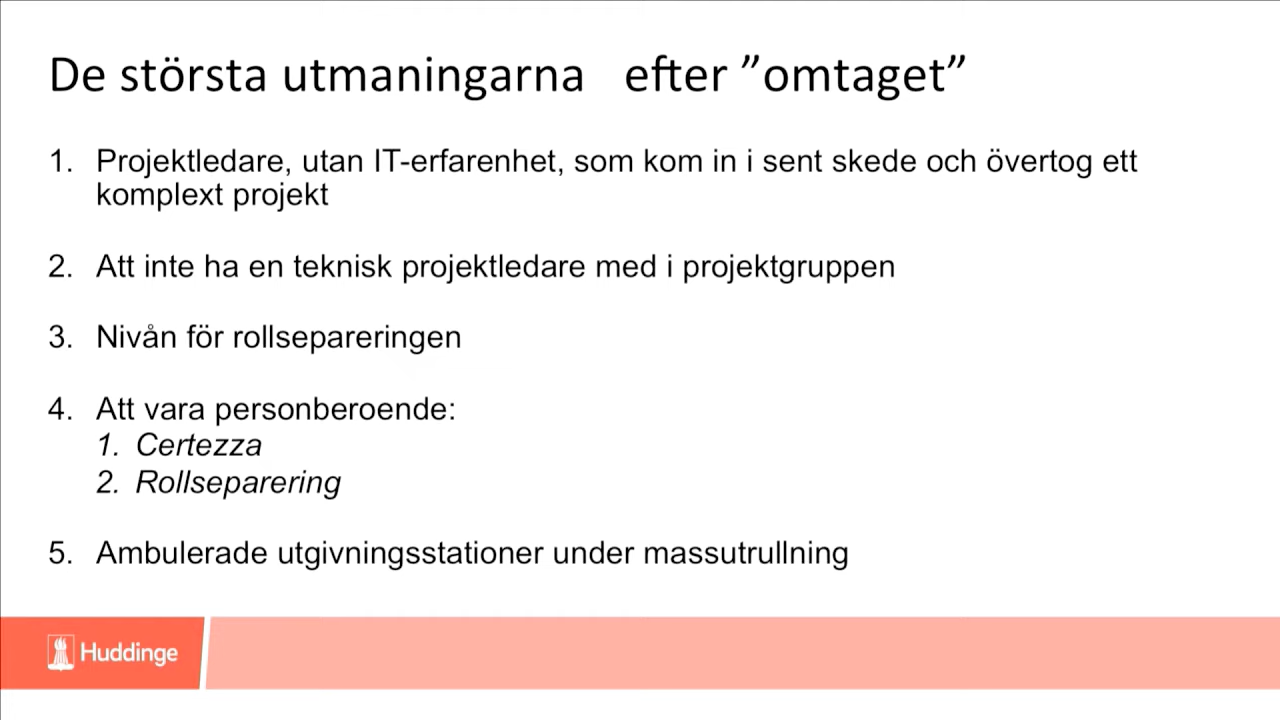 De största utmaningarna   efter ”omtaget”
1. Projektledare, utan IT-erfarenhet, som kom in i sent skede och övertog ett
komplext projekt
2. Att inte ha en teknisk projektledare med i projektgruppen
3. Nivån för rollsepareringen
4. Att vara personberoende:
1. Certezza
2. Rollseparering
5. Ambulerade utgivningsstationer under massutrullning
Huddinge